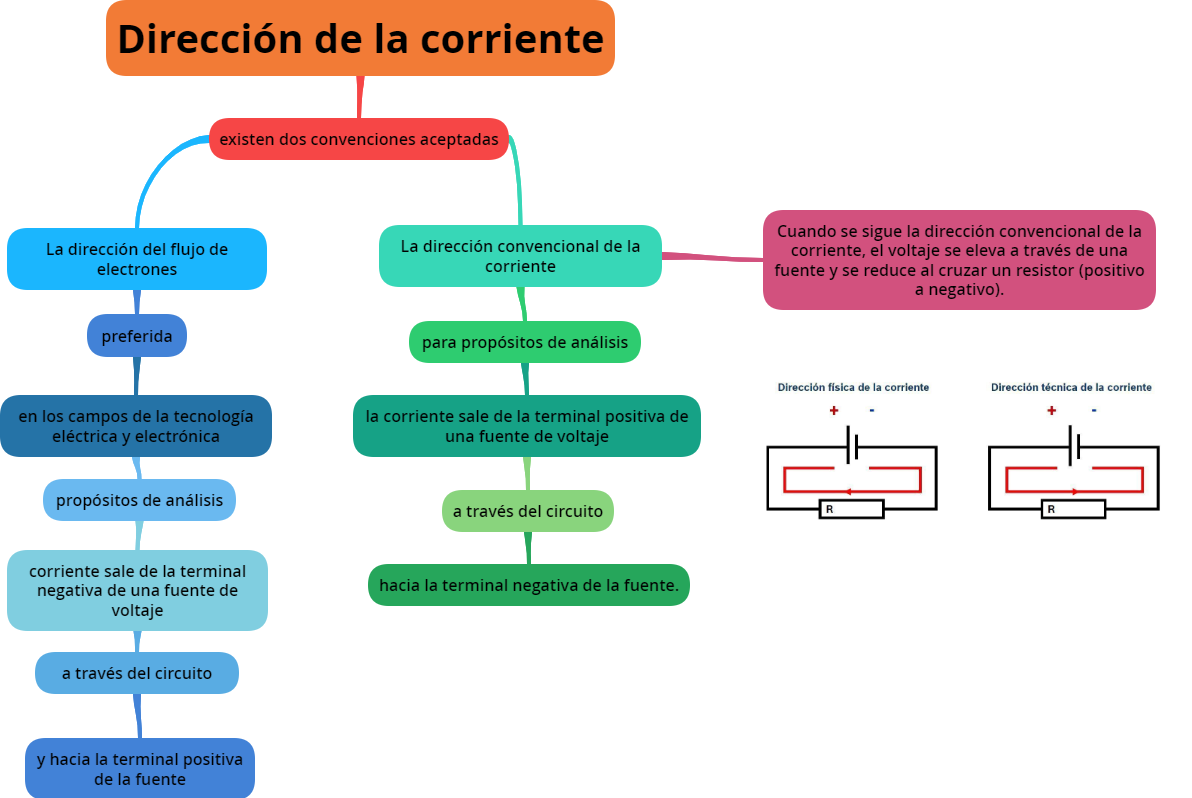 Dirección de la corriente
existen dos convenciones aceptadas
La dirección del flujo de
electrones
preferida
en los campos de la tecnología
eléctrica y electrónica
propósitos de análisis
corriente sale de la terminal
negativa de una fuente de
voltaje
a través del circuito
y hacia la terminal positiva
de la fuente
La dirección convencional de la
corriente
para propósitos de análisis
la corriente sale de la terminal positiva de
una fuente de voltaje
a través del circuito
hacia la terminal negativa de la fuente.
Cuando se sigue la dirección convencional de la
corriente, el voltaje se eleva a través de una
fuente y se reduce al cruzar un resistor (positivo
a negativo).
Dirección física de la corriente
+ -
R
Dirección técnica de la corriente
+ -
R